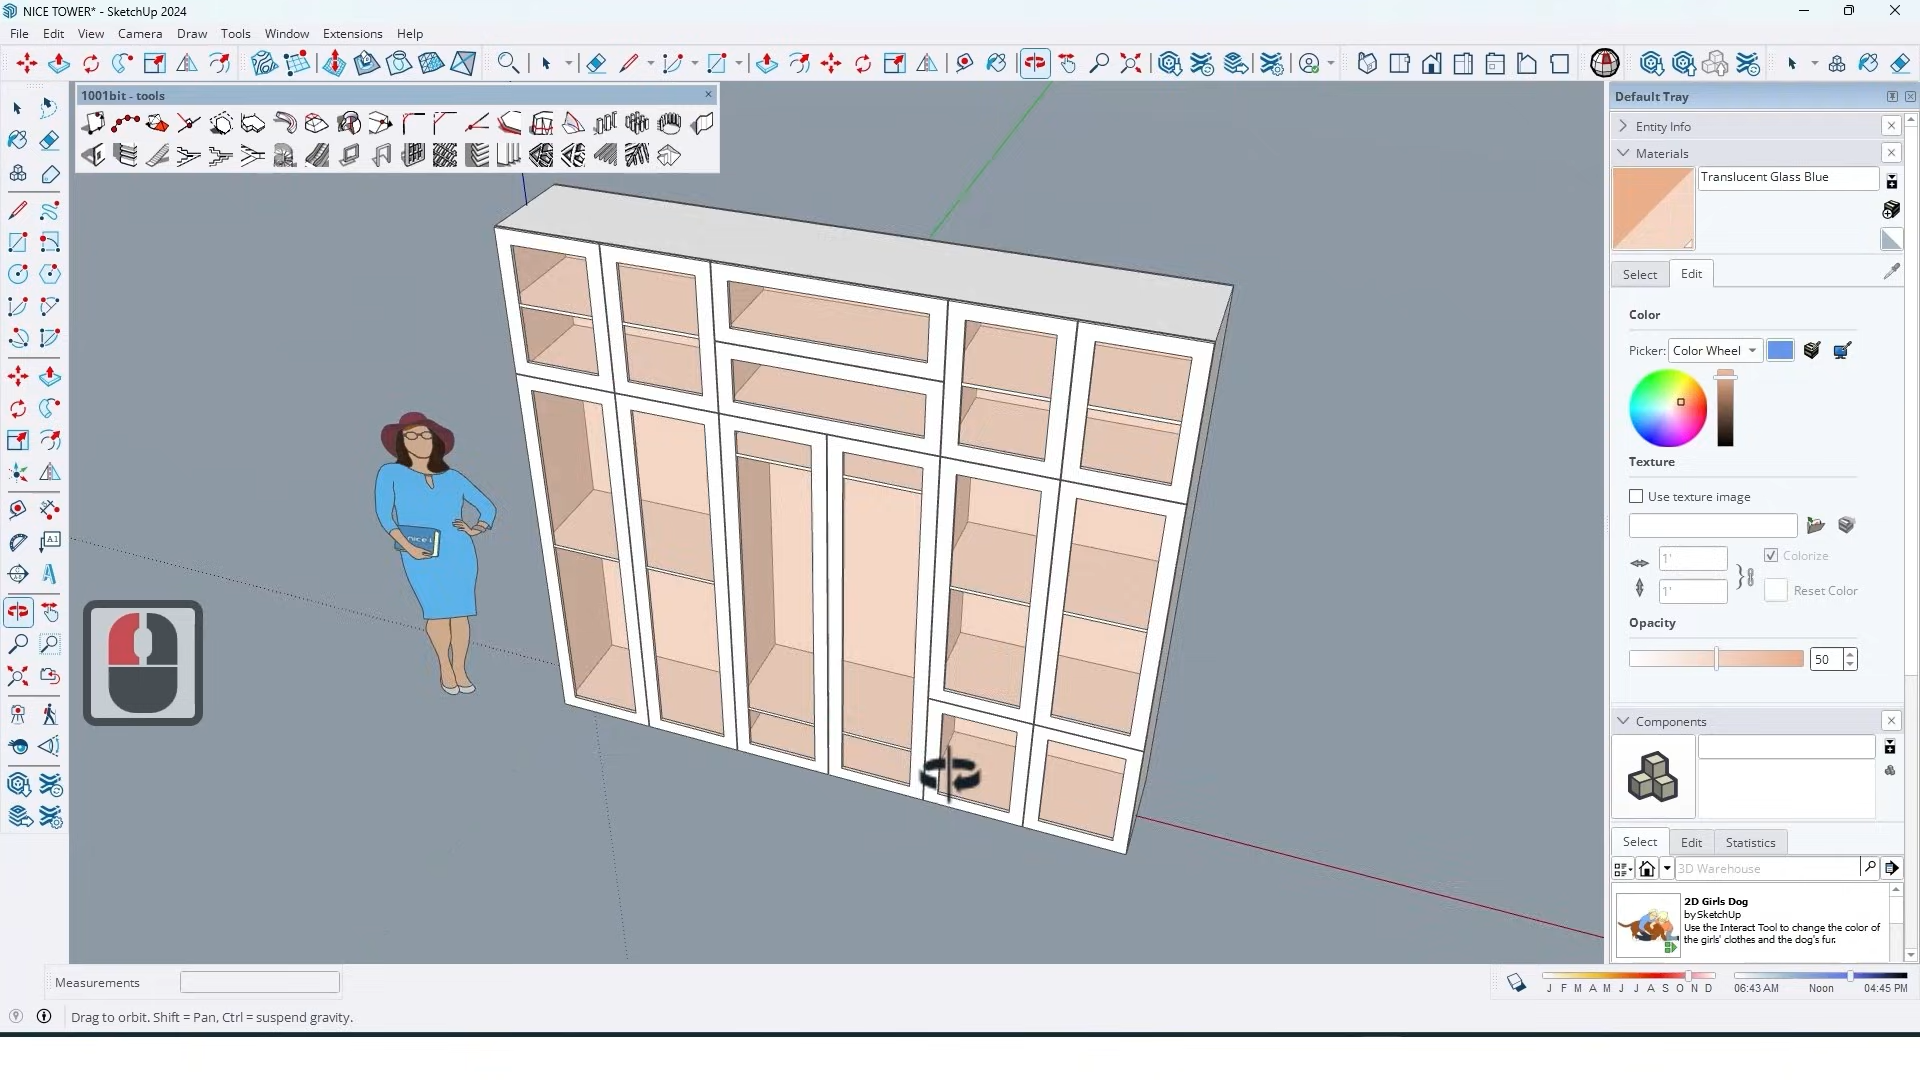 NICE TOWER* - SketchUp 2024
File Edit View Camera Draw Tools Window Extensions Help
1001bit - tools
Default Tray
Entity Info
Materials
Translucent Glass Blue
Select Edit
Color
Picker: Color Wheel
Texture
Use texture image
1'
Colorize
1'
Reset Color
Opacity
50
Components
Select Edit Statistics
3D Warehouse
2D Girls Dog
by SketchUp
Use the Interact Tool to change the color of
the girls' clothes and the dog's fur.
A1
Measurements
J F M A M J J A S O N D
06:43 AM Noon 04:45 PM
Drag to orbit. Shift = Pan, Ctrl = suspend gravity.